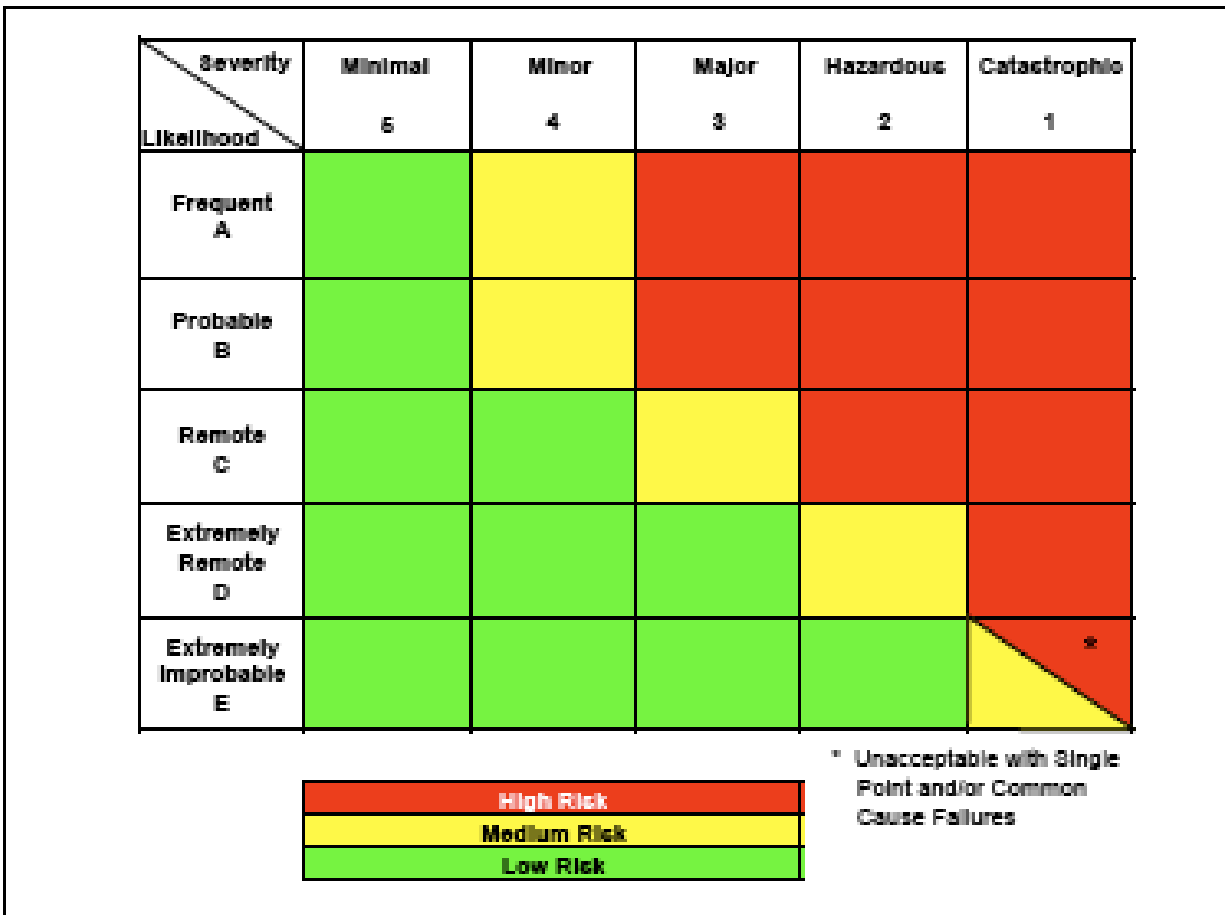 Severity
Likelihood
Minimal
5
Minor
4
Major
3
Hazardous
2
Catastrophic
1
Frequent
A
Probable
B
Remote
C
Extremely
Remote
D
Extremely
Improbable
E
*
* Unacceptable with Single
Point and/or Common
Cause Failures
High Risk
Medium Risk
Low Risk